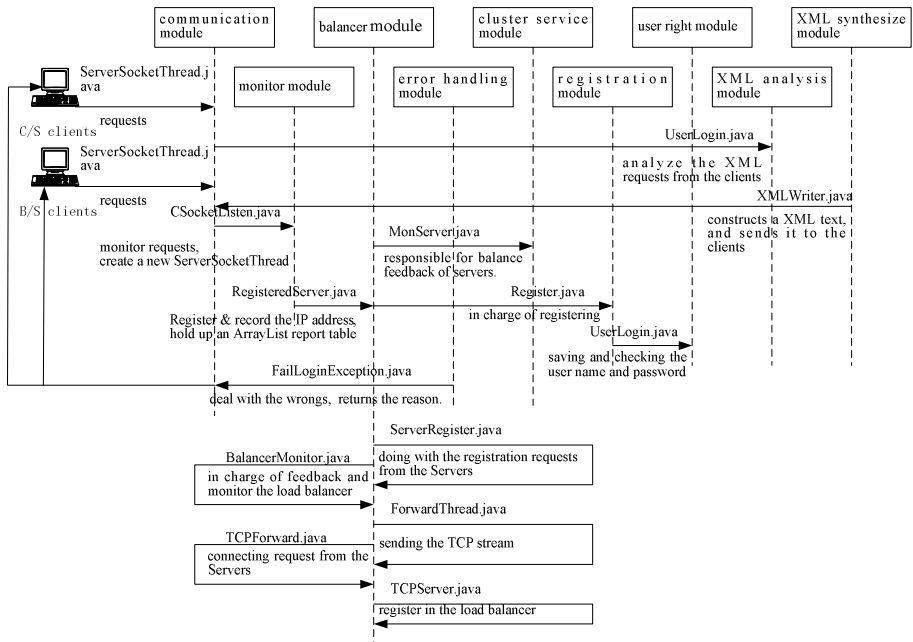 communication
module
balancer module
cluster service
module
user right module
XML synthesize
module
monitor module
error handling
module
registration
module
XML analysis
module
ServerSocketThread.j
ava
requests
C/S clients
UserLogin.java
analyze the XML
requests from the clients
ServerSocketThread.j
ava
requests
B/S clients
XMLWriter.java
constructs a XML text,
and sends it to the
clients
CSocketListen.java
monitor requests,
create a new ServerSocketThread
MonServer.java
responsible for balance
feedback of servers.
RegisteredServer.java
Register & record the IP address,
hold up an ArrayList report table
Register.java
in charge of registering
UserLogin.java
saving and checking the
user name and password
FailLoginException.java
deal with the wrongs, returns the reason.
ServerRegister.java
doing with the registration requests
from the Servers
BalancerMonitor.java
in charge of feedback and
monitor the load balancer
ForwardThread.java
sending the TCP stream
TCPForward.java
connecting request from the
Servers
TCPServer.java
register in the load balancer